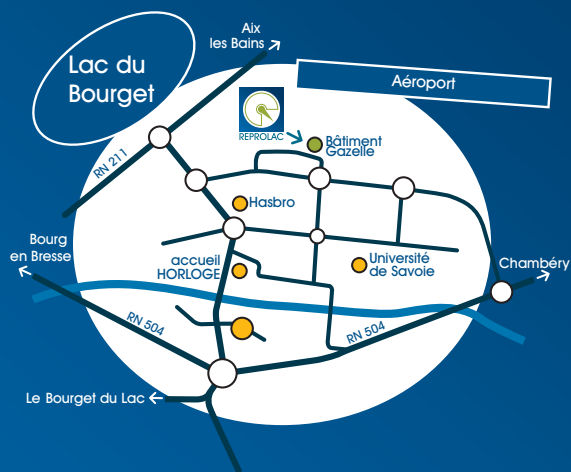 Aix
les Bains
Lac du
Bourget
Aéroport
REPROLAC
Bâtiment
Gazelle
RN 211
Hasbro
Bourg
en Bresse
accueil
HORLOGE
Université
de Savoie
Chambéry
RN 504
RN 504
Le Bourget du Lac